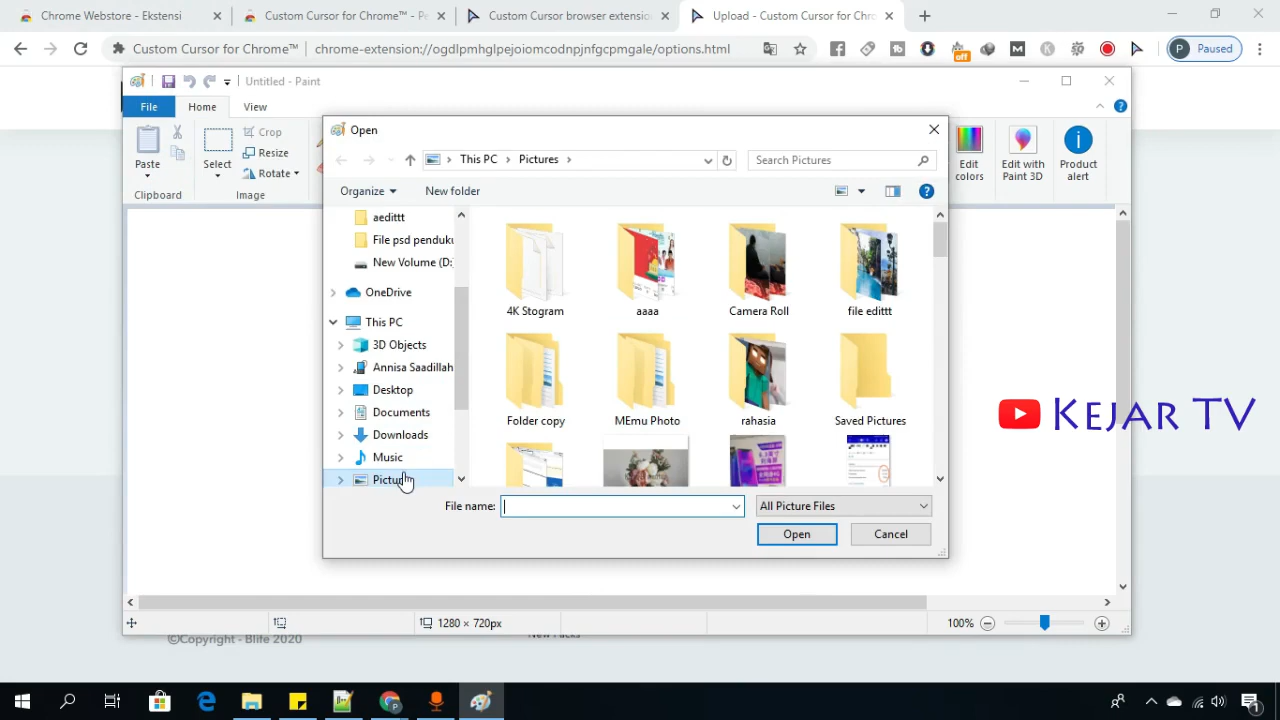 Chrome Webstore - Ekstensi
Custom Cursor for Chrome™ - Pe
Custom Cursor browser extension
Upload - Custom Cursor for Chro
Custom Cursor for Chrome™
chrome-extension://ogdlpmhglpejoiomcodnpjnfgcpmgale/options.html
off
P
Paused
Untitled - Paint
File
Home
View
Paste
Clipboard
Select
Crop
Resize
Rotate
Image
Edit colors
Edit with Paint 3D
Product alert
Open
This PC
Pictures
Search Pictures
Organize
New folder
aedittt
File psd penduku
New Volume (D:
OneDrive
This PC
3D Objects
Annisa Saadillah
Desktop
Documents
Downloads
Music
4K Stogram
aaaa
Camera Roll
file edittt
Folder copy
MEmu Photo
rahasia
Saved Pictures
File name:
All Picture Files
Open
Cancel
KEJAR TV
1280 × 720px
100%
©Copyright - Blife 2020
1